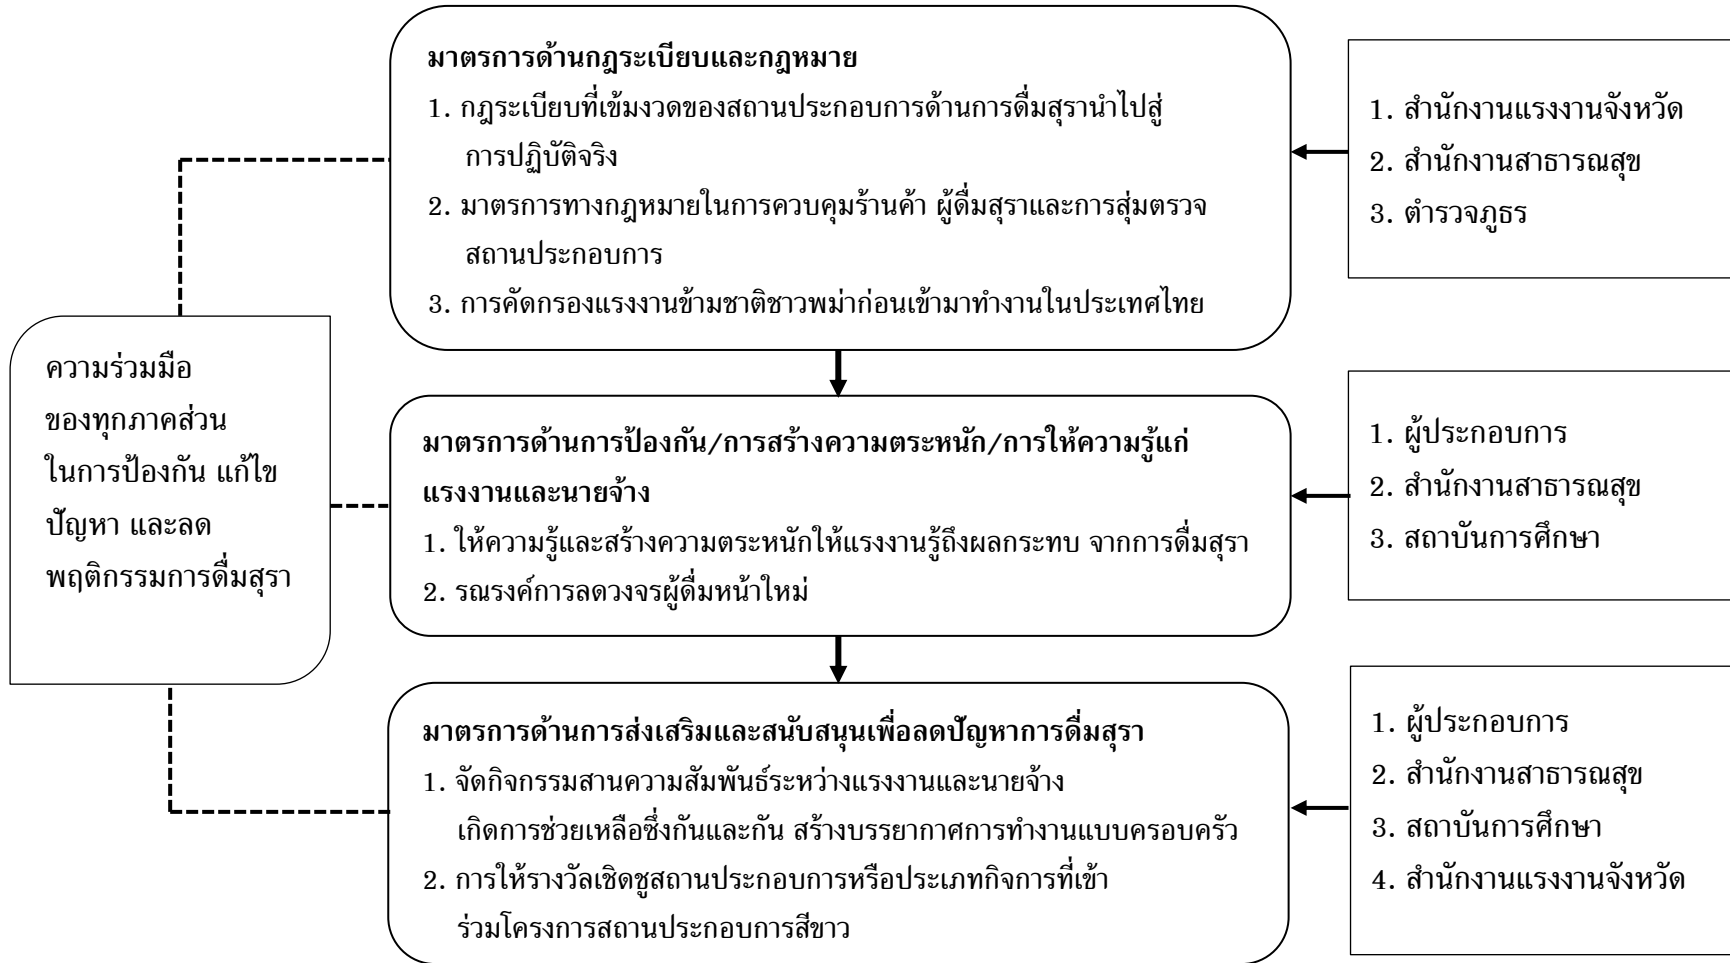 มาตรการด้านกฎระเบียบและกฎหมาย
1. กฎระเบียบที่เข้มงวดของสถานประกอบการด้านการดื่มสุรานำไปสู่
การปฏิบัติจริง
2. มาตรการทางกฎหมายในการควบคุมร้านค้า ผู้ดื่มสุราและการสุ่มตรวจ
สถานประกอบการ
3. การคัดกรองแรงงานข้ามชาติชาวพม่าก่อนเข้ามาทำงานในประเทศไทย
1. สำนักงานแรงงานจังหวัด
2. สำนักงานสาธารณสุข
3. ตำรวจภูธร
ความร่วมมือ
ของทุกภาคส่วน
ในการป้องกัน แก้ไข
ปัญหา และลด
พฤติกรรมการดื่มสุรา
มาตรการด้านการป้องกัน/การสร้างความตระหนัก/การให้ความรู้แก่
แรงงานและนายจ้าง
1. ให้ความรู้และสร้างความตระหนักให้แรงงานรู้ถึงผลกระทบ จากการดื่มสุรา
2. รณรงค์การลดวงจรผู้ดื่มหน้าใหม่
1. ผู้ประกอบการ
2. สำนักงานสาธารณสุข
3. สถาบันการศึกษา
มาตรการด้านการส่งเสริมและสนับสนุนเพื่อลดปัญหาการดื่มสุรา
1. จัดกิจกรรมสานความสัมพันธ์ระหว่างแรงงานและนายจ้าง
เกิดการช่วยเหลือซึ่งกันและกัน สร้างบรรยากาศการทำงานแบบครอบครัว
2. การให้รางวัลเชิดชูสถานประกอบการหรือประเภทกิจการที่เข้า
ร่วมโครงการสถานประกอบการสีขาว
1. ผู้ประกอบการ
2. สำนักงานสาธารณสุข
3. สถาบันการศึกษา
4. สำนักงานแรงงานจังหวัด